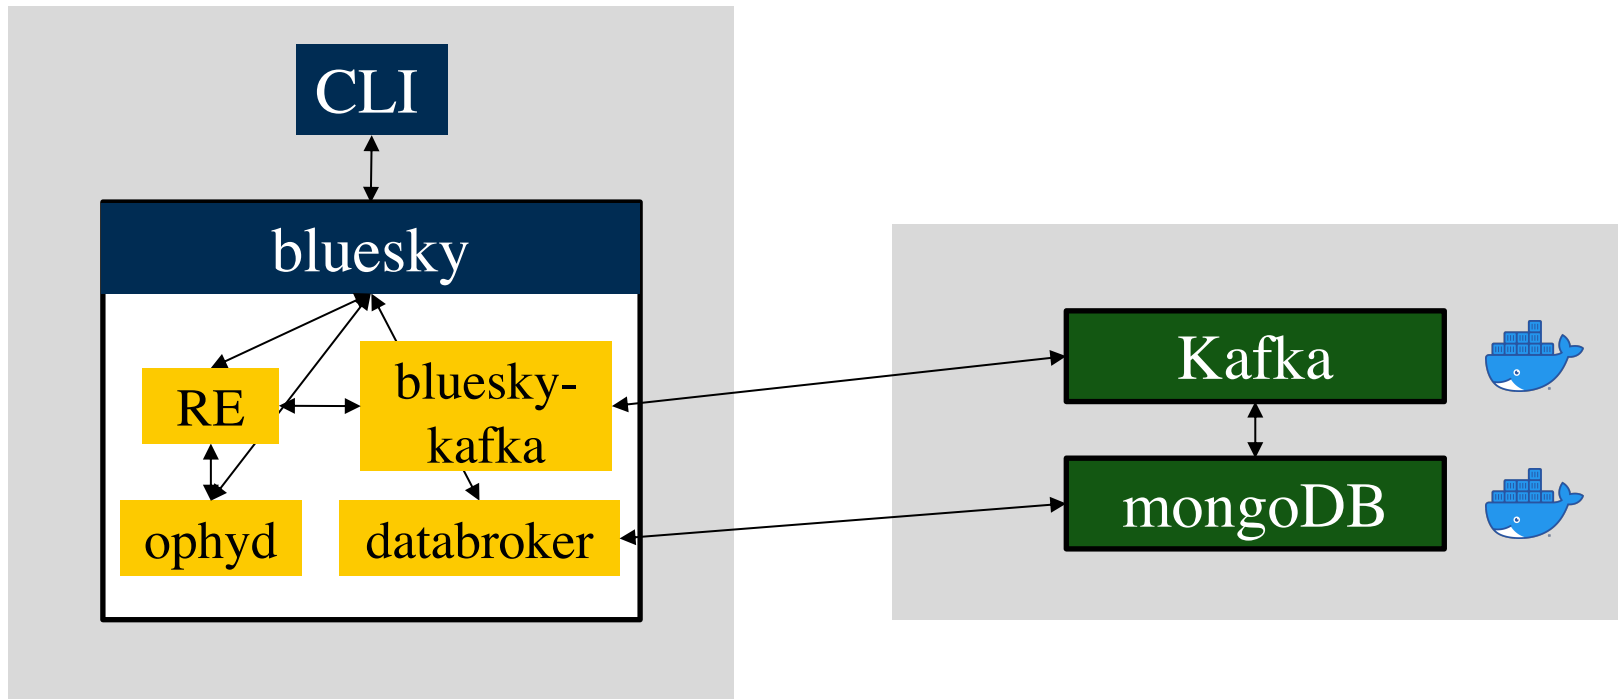 CLI
bluesky
RE
bluesky-
kafka
ophyd
databroker
Kafka
mongoDB